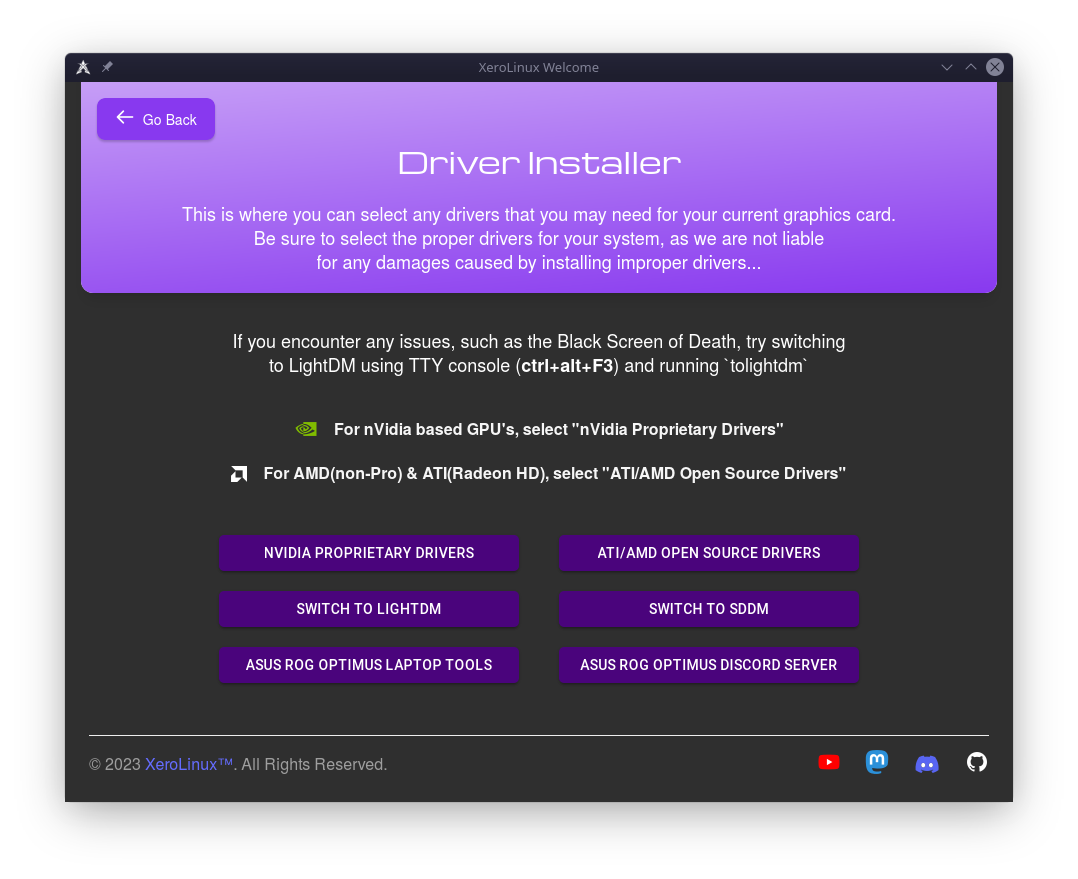 XeroLinux Welcome
Go Back
Driver Installer
This is where you can select any drivers that you may need for your current graphics card.
Be sure to select the proper drivers for your system, as we are not liable
for any damages caused by installing improper drivers...
If you encounter any issues, such as the Black Screen of Death, try switching
to LightDM using TTY console (ctrl+alt+F3) and running `tolightdm`
For nVidia based GPU's, select "nVidia Proprietary Drivers"
For AMD(non-Pro) & ATI(Radeon HD), select "ATI/AMD Open Source Drivers"
NVIDIA PROPRIETARY DRIVERS
ATI/AMD OPEN SOURCE DRIVERS
SWITCH TO LIGHTDM
SWITCH TO SDDM
ASUS ROG OPTIMUS LAPTOP TOOLS
ASUS ROG OPTIMUS DISCORD SERVER
© 2023 XeroLinux™. All Rights Reserved.